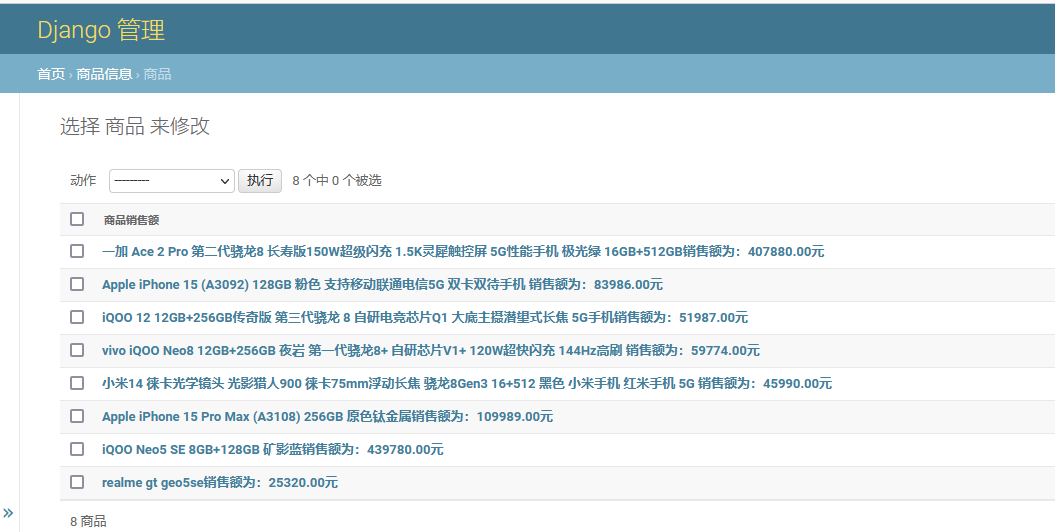 Django 管理
首页 › 商品信息 › 商品
选择 商品 来修改
动作 --------- 执行 8 个中 0 个被选
商品销售额
一加 Ace 2 Pro 第二代骁龙8 长寿版150W超级闪充 1.5K灵犀触控屏 5G性能手机 极光绿 16GB+512GB销售额为：407880.00元
Apple iPhone 15 (A3092) 128GB 粉色 支持移动联通电信5G 双卡双待手机 销售额为：83986.00元
iQOO 12 12GB+256GB传奇版 第三代骁龙 8 自研电竞芯片Q1 大底主摄潜望式长焦 5G手机销售额为：51987.00元
vivo iQOO Neo8 12GB+256GB 夜岩 第一代骁龙8+ 自研芯片V1+ 120W超快闪充 144Hz高刷 销售额为：59774.00元
小米14 徕卡光学镜头 光影猎人900 徕卡75mm浮动长焦 骁龙8Gen3 16+512 黑色 小米手机 红米手机 5G 销售额为：45990.00元
Apple iPhone 15 Pro Max (A3108) 256GB 原色钛金属销售额为：109989.00元
iQOO Neo5 SE 8GB+128GB 矿影蓝销售额为：439780.00元
realme gt geo5se销售额为：25320.00元
8 商品